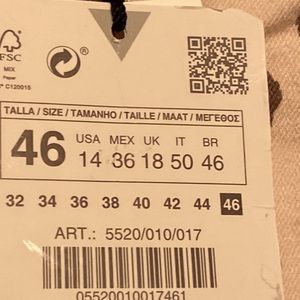 FSC
MIX
Paper
C120015
TALLA / SIZE / TAMANHO / TAILLE / MAAT / ΜΕΓΕΘΟΣ
46
USA MEX UK IT BR
14 36 18 50 46
32 34 36 38 40 42 44 46
ART.: 5520/010/017
05520010017461